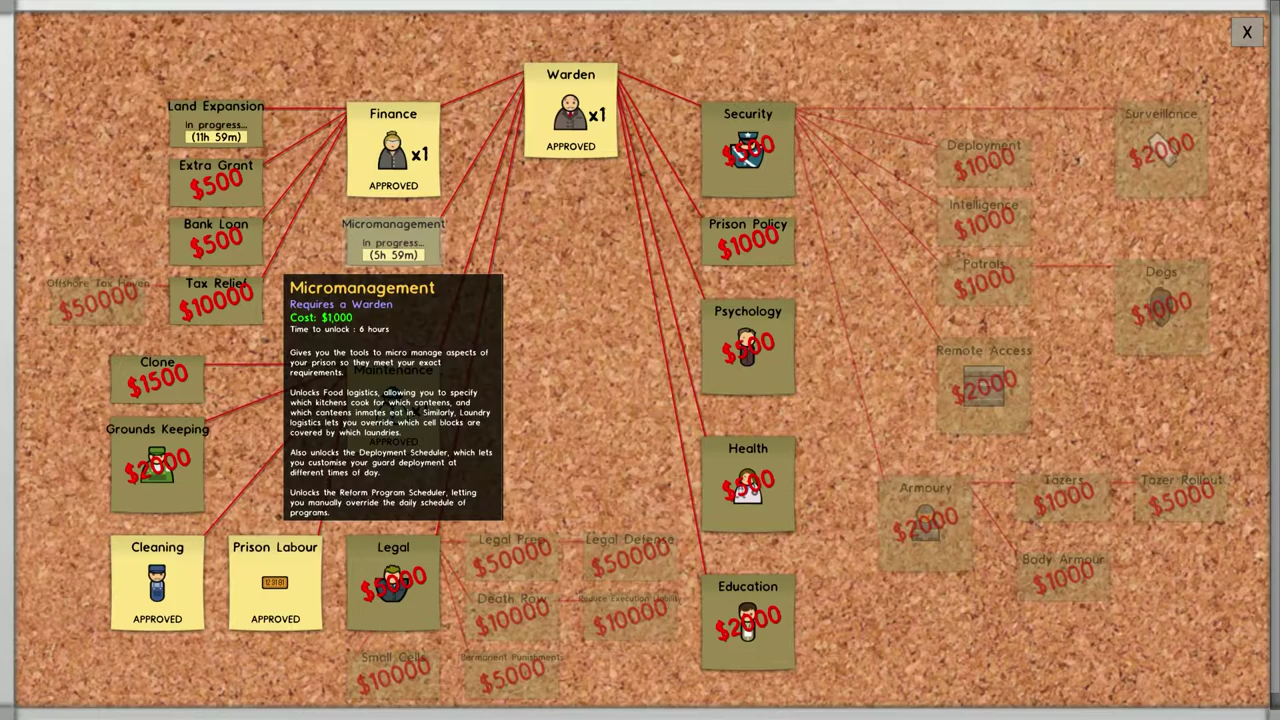 X
Warden
x1
APPROVED
Land Expansion
In progress...
(11h 59m)
Finance
x1
APPROVED
Security
$500
Surveillance
$2000
Deployment
$1000
Extra Grant
$500
Intelligence
$1000
Bank Loan
$500
Micromanagement
In progress...
(5h 59m)
Prison Policy
$1000
Patrols
$1000
Dogs
$1000
Offshore Tax Haven
$50000
Tax Relief
$10000
Micromanagement
Requires a Warden
Cost: $1,000
Time to unlock : 6 hours
Gives you the tools to micro manage aspects of
your prison so they meet your exact
requirements.
Unlocks Food logistics, allowing you to specify
which kitchens cook for which canteens, and
which canteens inmates eat in. Similarly, Laundry
logistics lets you override which cell blocks are
covered by which laundries.
Also unlocks the Deployment Scheduler, which lets
you customise your guard deployment at
different times of day.
Unlocks the Reform Program Scheduler, letting
you manually override the daily schedule of
programs.
Maintenance
APPROVED
Psychology
$500
Remote Access
$2000
Clone
$1500
Grounds Keeping
$2000
Health
$500
Armoury
$2000
Tazers
$1000
Tazer Rollout
$5000
Body Armour
$1000
Cleaning
APPROVED
Prison Labour
APPROVED
Legal
$5000
Legal Prep
$50000
Legal Defense
$50000
Death Row
$10000
Reduce Execution Liability
$10000
Education
$2000
Small Cells
$10000
Permanent Punishments
$5000